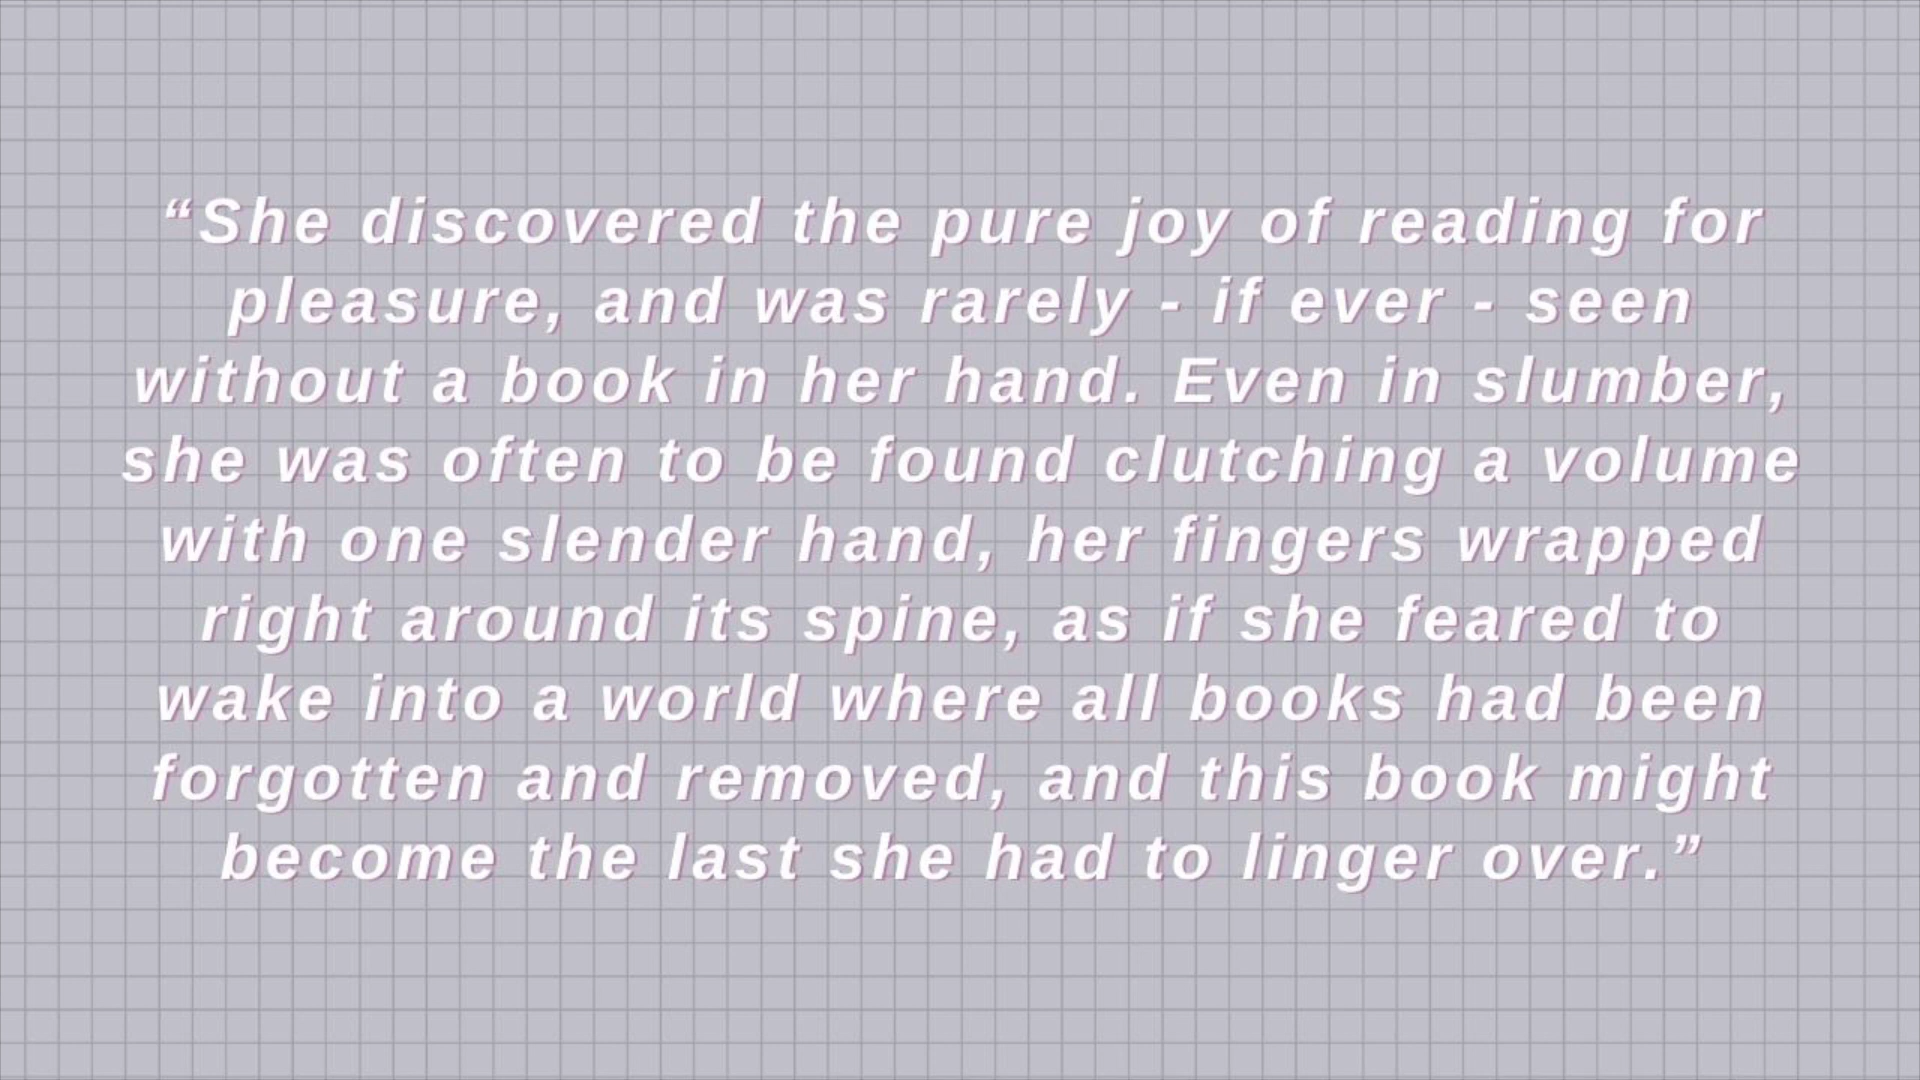 “She discovered the pure joy of reading for
pleasure, and was rarely - if ever - seen
without a book in her hand. Even in slumber,
she was often to be found clutching a volume
with one slender hand, her fingers wrapped
right around its spine, as if she feared to
wake into a world where all books had been
forgotten and removed, and this book might
become the last she had to linger over.”